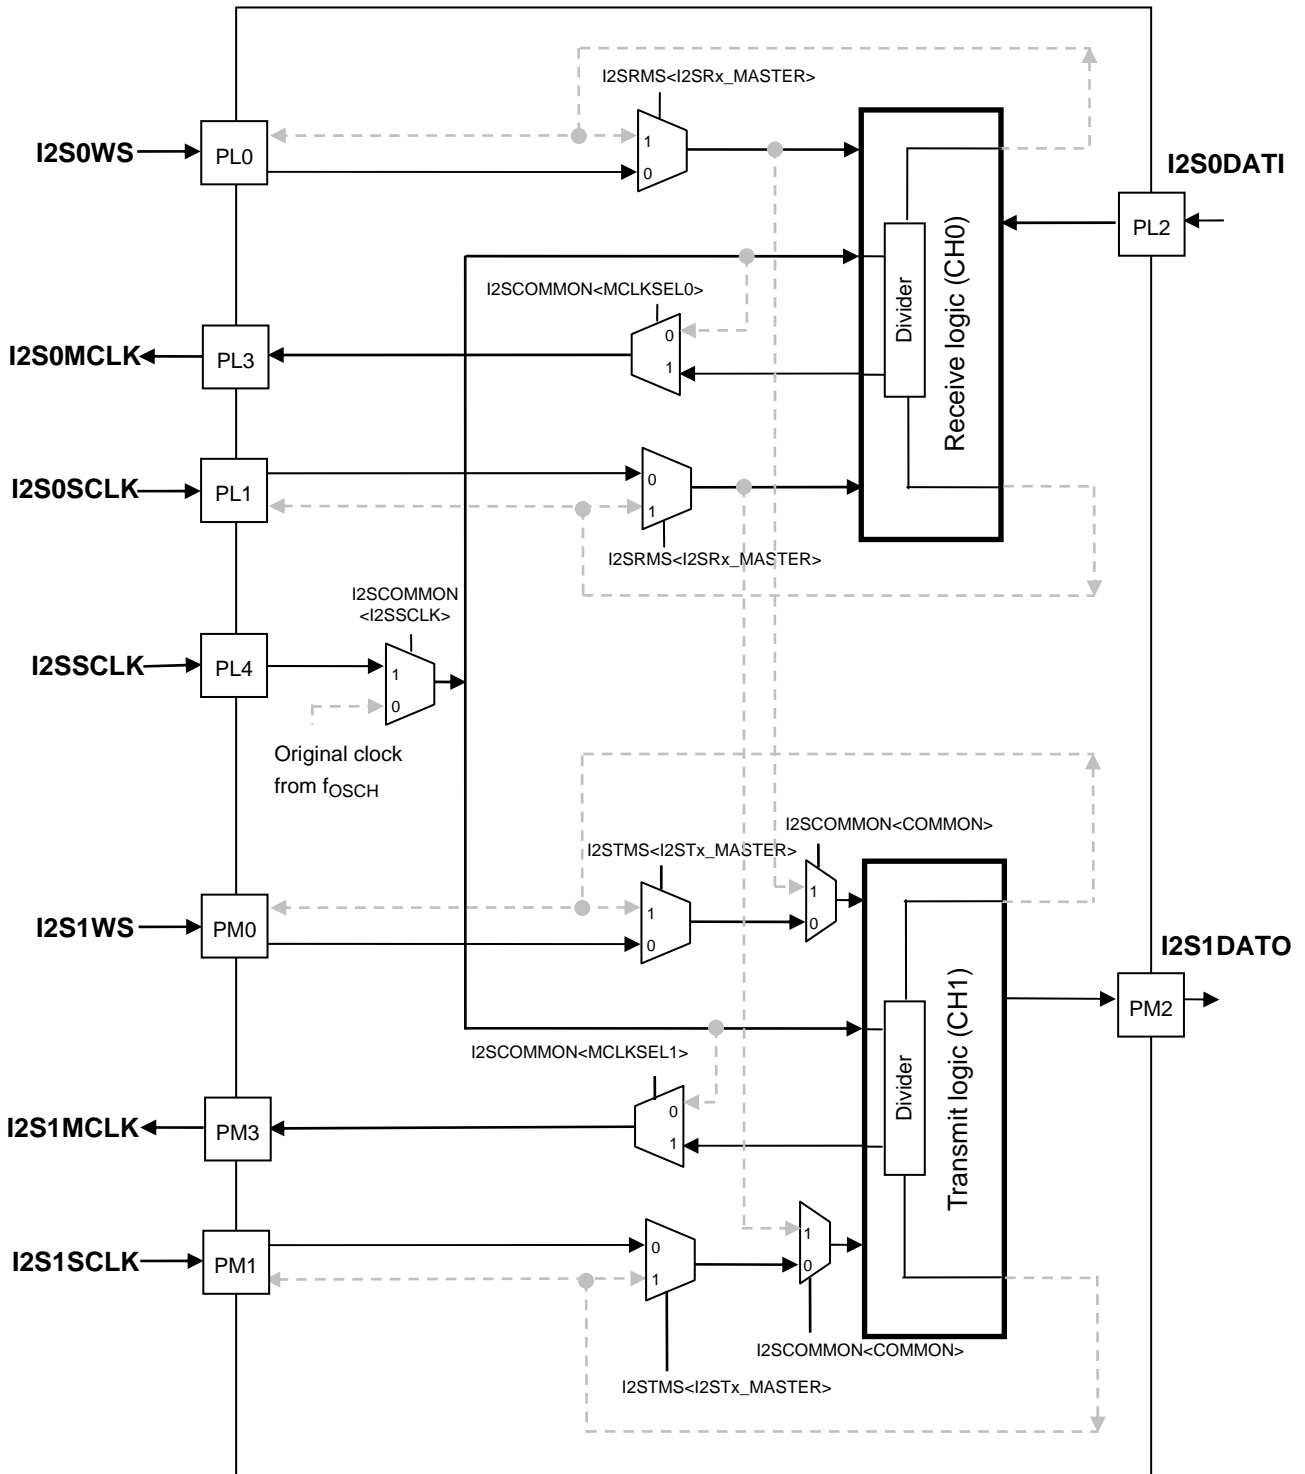 I2SRMS<I2SRx_MASTER>
1
0
I2S0WS
PL0
I2S0DATI
PL2
I2SCOMMON<MCLKSEL0>
0
1
I2S0MCLK
PL3
Divider
Receive logic (CH0)
I2S0SCLK
PL1
0
1
I2SRMS<I2SRx_MASTER>
I2SCOMMON
<I2SSCLK>
I2SSCLK
PL4
1
0
Original clock
from fOSCH
I2SCOMMON<COMMON>
I2STMS<I2STx_MASTER>
1
0
1
0
I2S1WS
PM0
I2S1DATO
PM2
I2SCOMMON<MCLKSEL1>
0
1
I2S1MCLK
PM3
Divider
Transmit logic (CH1)
I2S1SCLK
PM1
0
1
1
0
I2SCOMMON<COMMON>
I2STMS<I2STx_MASTER>